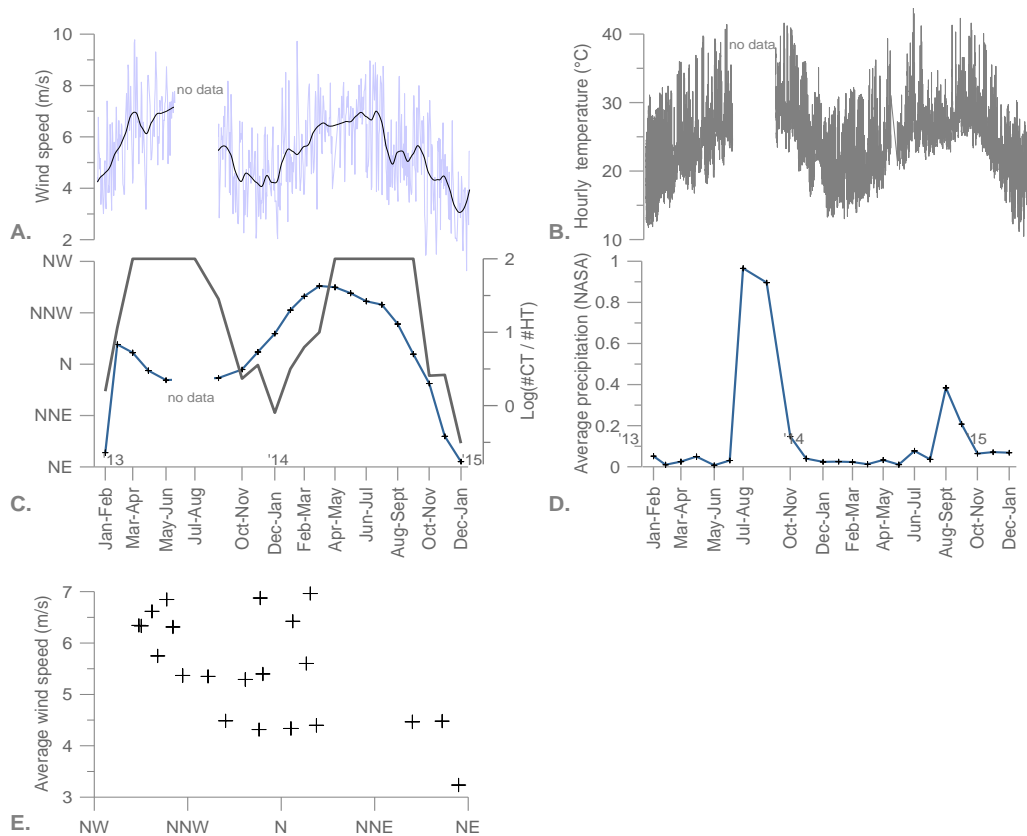 10
8
6
4
2
Wind speed (m/s)
no data
A.
40
30
20
10
Hourly temperature (°C)
no data
B.
NW
NNW
N
NNE
NE
2
1
0
Log(#CT / #HT)
no data
'13
'14
'15
Jan-Feb
Mar-Apr
May-Jun
Jul-Aug
Oct-Nov
Dec-Jan
Feb-Mar
Apr-May
Jun-Jul
Aug-Sept
Oct-Nov
Dec-Jan
C.
1
0.8
0.6
0.4
0.2
0
Average precipitation (NASA)
'13
'14
'15
Jan-Feb
Mar-Apr
May-Jun
Jul-Aug
Oct-Nov
Dec-Jan
Feb-Mar
Apr-May
Jun-Jul
Aug-Sept
Oct-Nov
Dec-Jan
D.
7
6
5
4
3
Average wind speed (m/s)
NW
NNW
N
NNE
NE
E.